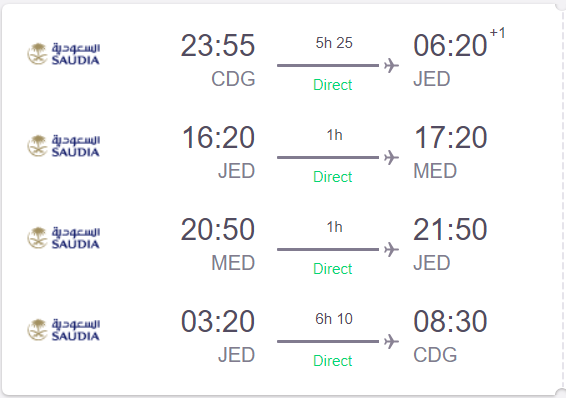 السعودية
SAUDIA
23:55
5h 25
06:20+1
CDG
Direct
JED
السعودية
SAUDIA
16:20
1h
17:20
JED
Direct
MED
السعودية
SAUDIA
20:50
1h
21:50
MED
Direct
JED
السعودية
SAUDIA
03:20
6h 10
08:30
JED
Direct
CDG